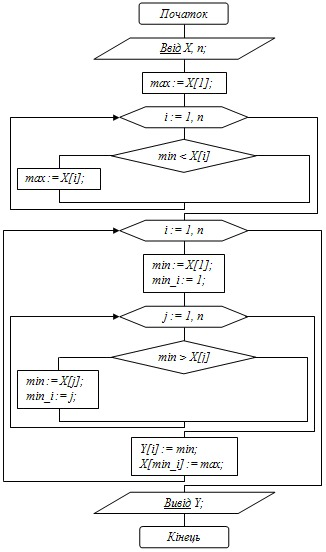 Початок
Ввід X, n;
max := X[1];
i := 1, n
min < X[i]
max := X[i];
i := 1, n
min := X[1];
min_i := 1;
j := 1, n
min > X[j]
min := X[j];
min_i := j;
Y[i] := min;
X[min_i] := max;
Вивід Y;
Кінець